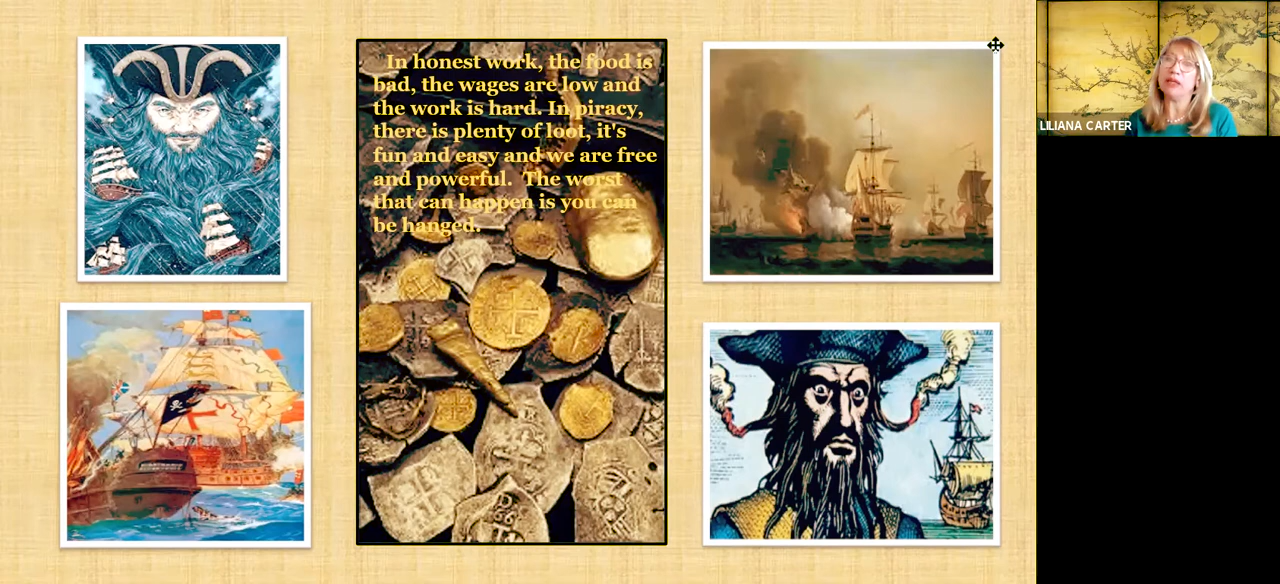 In honest work, the food is
bad, the wages are low and
the work is hard. In piracy,
there is plenty of loot, it's
fun and easy and we are free
and powerful. The worst
that can happen is you can
be hanged.
LILIANA CARTER